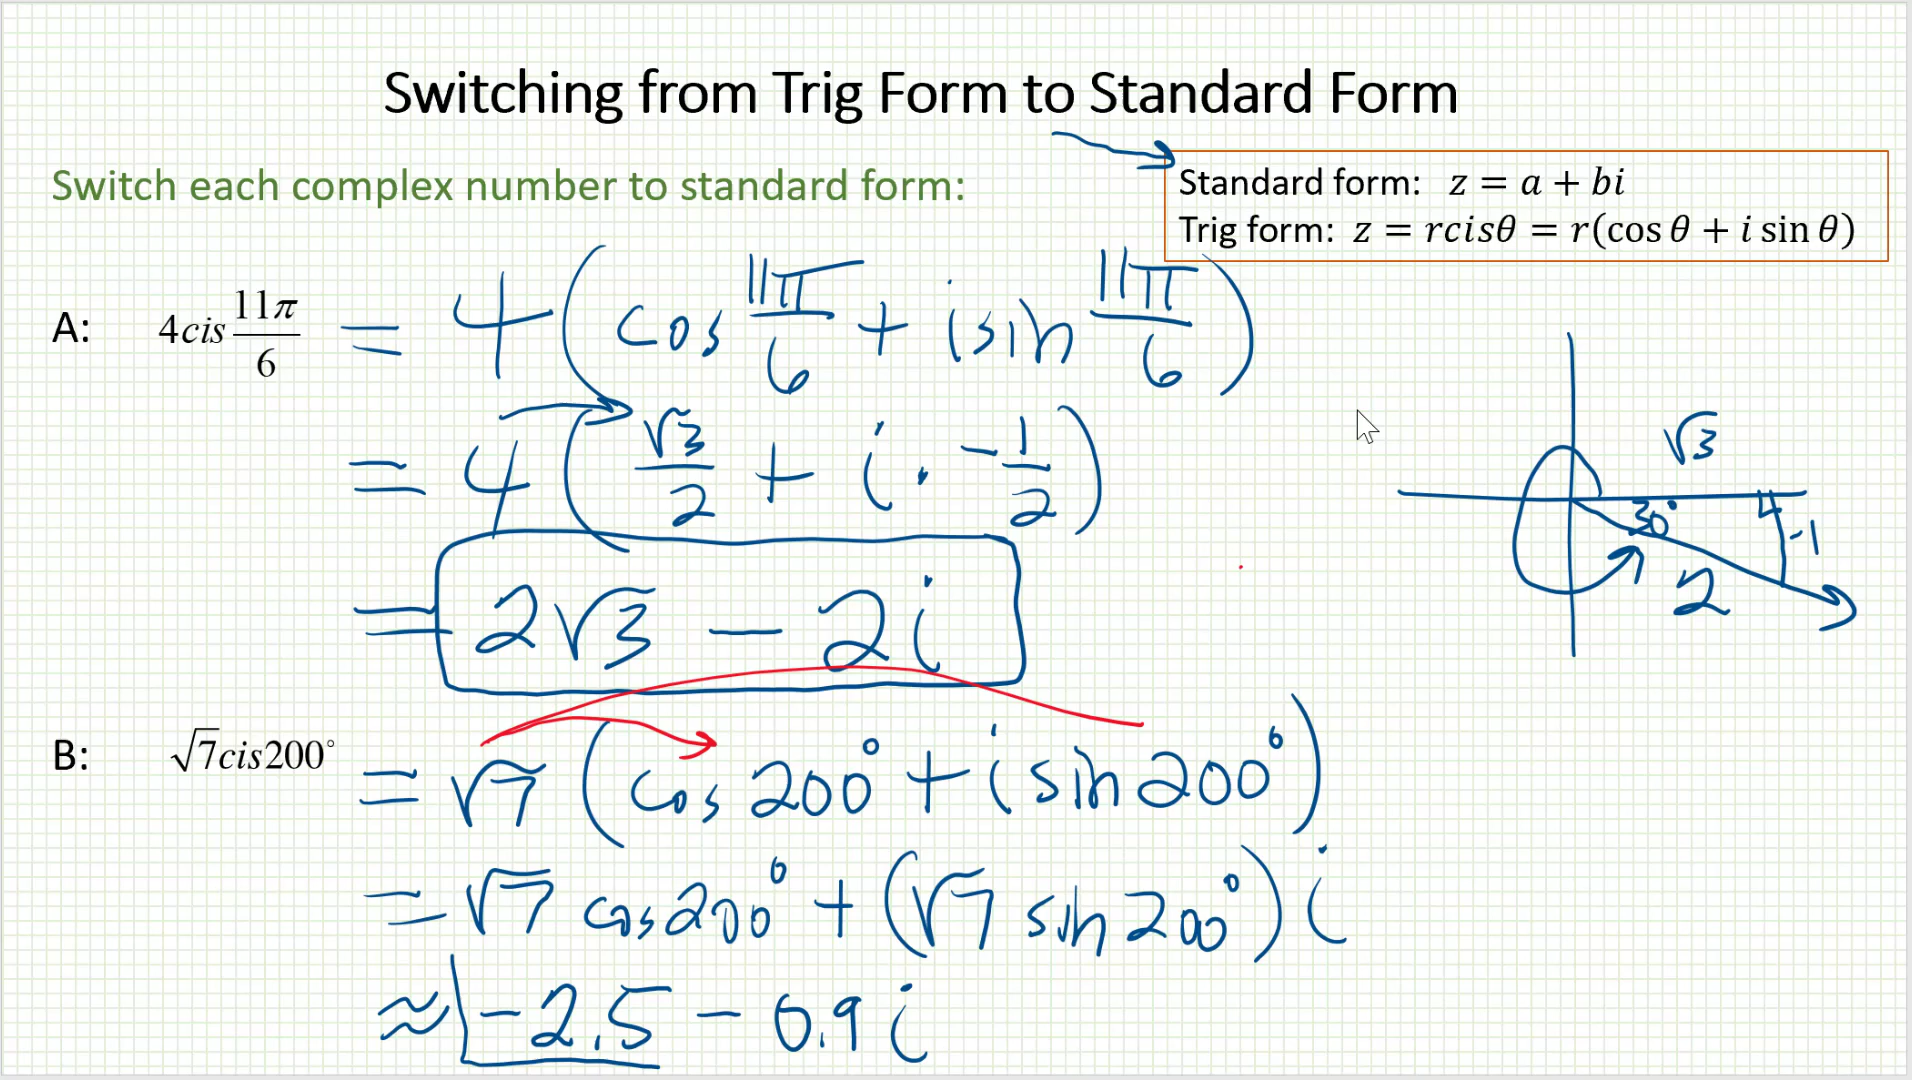 Switching from Trig Form to Standard Form
Switch each complex number to standard form:
Standard form: z = a + bi
Trig form: z = rcisθ = r(cos θ + i sin θ)
A: 4cis 11π/6 = 4(cos 11π/6 + i sin 11π/6)
= 4(√3/2 + i · -1/2)
= 2√3 - 2i
√3
30°
-1
2
B: √7cis200° = √7(cos 200° + i sin 200°)
= √7 cos 200° + (√7 sin 200°)i
≈ -2.5 - 0.9i